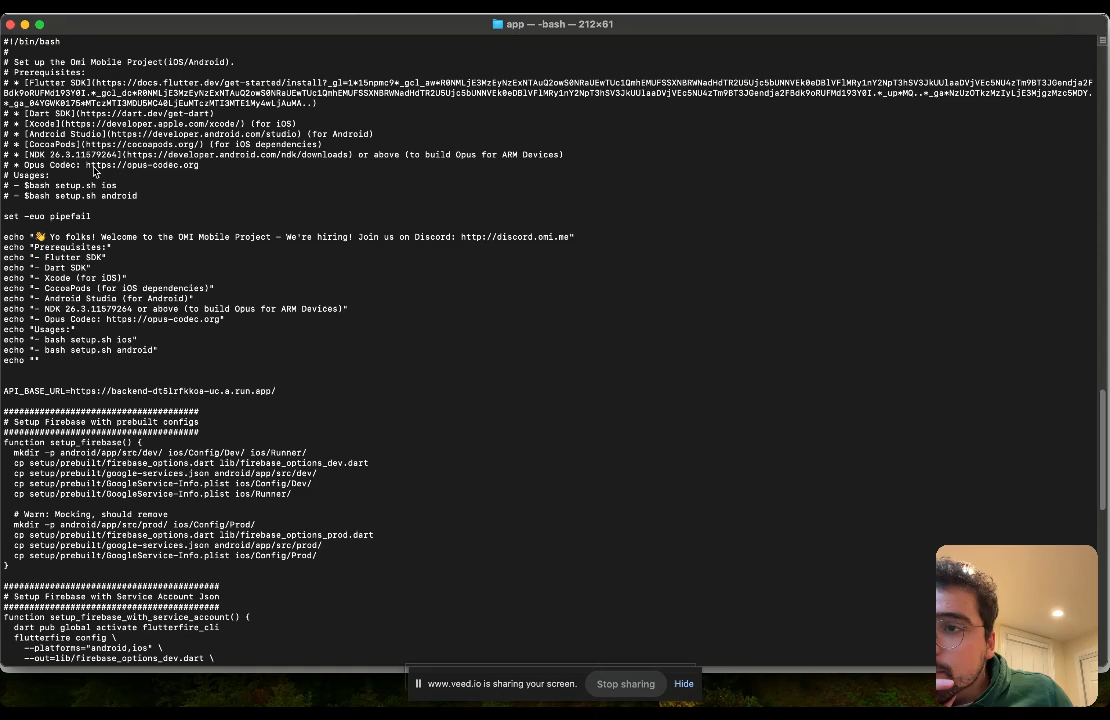 app — -bash — 212×61
#!/bin/bash
#
# Set up the Omi Mobile Project(iOS/Android).
# Prerequisites:
# * [Flutter SDK](https://docs.flutter.dev/get-started/install?
# * [Dart SDK](https://dart.dev/get-dart)
# * [Xcode](https://developer.apple.com/xcode/) (for iOS)
# * [Android Studio](https://developer.android.com/studio) (for Android)
# * [CocoaPods](https://cocoapods.org/) (for iOS dependencies)
# * [NDK 26.3.11579264](https://developer.android.com/ndk/downloads) or above (to build Opus for ARM Devices)
# * Opus Codec: https://opus-codec.org
# Usages:
# - $bash setup.sh ios
# - $bash setup.sh android
set -euo pipefail
echo "👋 Yo folks! Welcome to the OMI Mobile Project - We're hiring! Join us on Discord: http://discord.omi.me"
echo "Prerequisites:"
echo "- Flutter SDK"
echo "- Dart SDK"
echo "- Xcode (for iOS)"
echo "- CocoaPods (for iOS dependencies)"
echo "- Android Studio (for Android)"
echo "- NDK 26.3.11579264 or above (to build Opus for ARM Devices)"
echo "- Opus Codec: https://opus-codec.org"
echo "Usages:"
echo "- bash setup.sh ios"
echo "- bash setup.sh android"
echo ""
API_BASE_URL=https://backend-dt5lrfkkoa-uc.a.run.app/
######################################
# Setup Firebase with prebuilt configs
######################################
function setup_firebase() {
mkdir -p android/app/src/dev/ ios/Config/Dev/ ios/Runner/
cp setup/prebuilt/firebase_options.dart lib/firebase_options_dev.dart
cp setup/prebuilt/google-services.json android/app/src/dev/
cp setup/prebuilt/GoogleService-Info.plist ios/Config/Dev/
cp setup/prebuilt/GoogleService-Info.plist ios/Runner/
# Warn: Mocking, should remove
mkdir -p android/app/src/prod/ ios/Config/Prod/
cp setup/prebuilt/firebase_options.dart lib/firebase_options_prod.dart
cp setup/prebuilt/google-services.json android/app/src/prod/
cp setup/prebuilt/GoogleService-Info.plist ios/Config/Prod/
}
##########################################
# Setup Firebase with Service Account Json
##########################################
function setup_firebase_with_service_account() {
dart pub global activate flutterfire_cli
flutterfire config \
--platforms="android,ios" \
--out=lib/firebase_options_dev.dart \
www.veed.io is sharing your screen.
Stop sharing
Hide